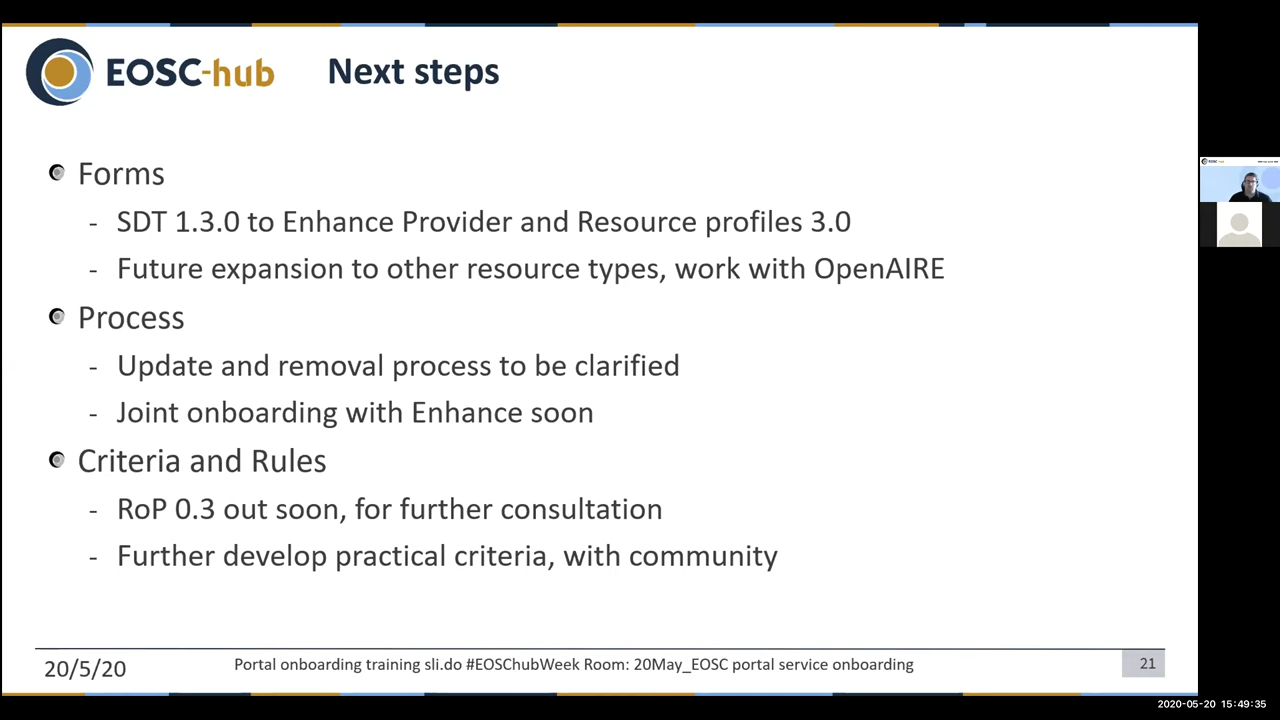 EOSC-hub
Next steps
Forms
- SDT 1.3.0 to Enhance Provider and Resource profiles 3.0
- Future expansion to other resource types, work with OpenAIRE
Process
- Update and removal process to be clarified
- Joint onboarding with Enhance soon
Criteria and Rules
- RoP 0.3 out soon, for further consultation
- Further develop practical criteria, with community
20/5/20
Portal onboarding training sli.do #EOSChubWeek Room: 20May_EOSC portal service onboarding
21
2020-05-20 15:49:35